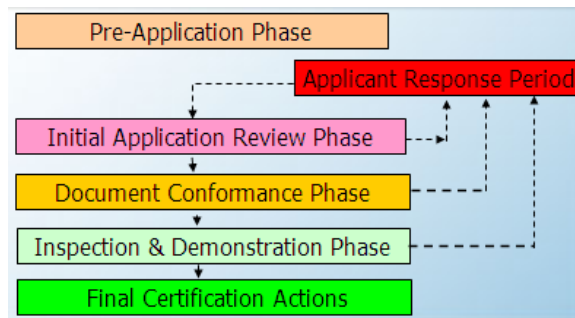 Pre-Application Phase
Applicant Response Period
Initial Application Review Phase
Document Conformance Phase
Inspection & Demonstration Phase
Final Certification Actions